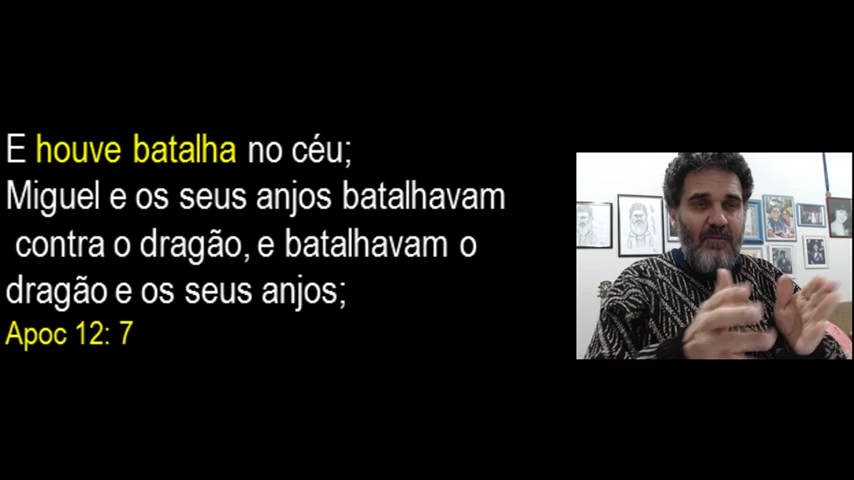 E houve batalha no céu;
Miguel e os seus anjos batalhavam
contra o dragão, e batalhavam o
dragão e os seus anjos;
Apoc 12: 7